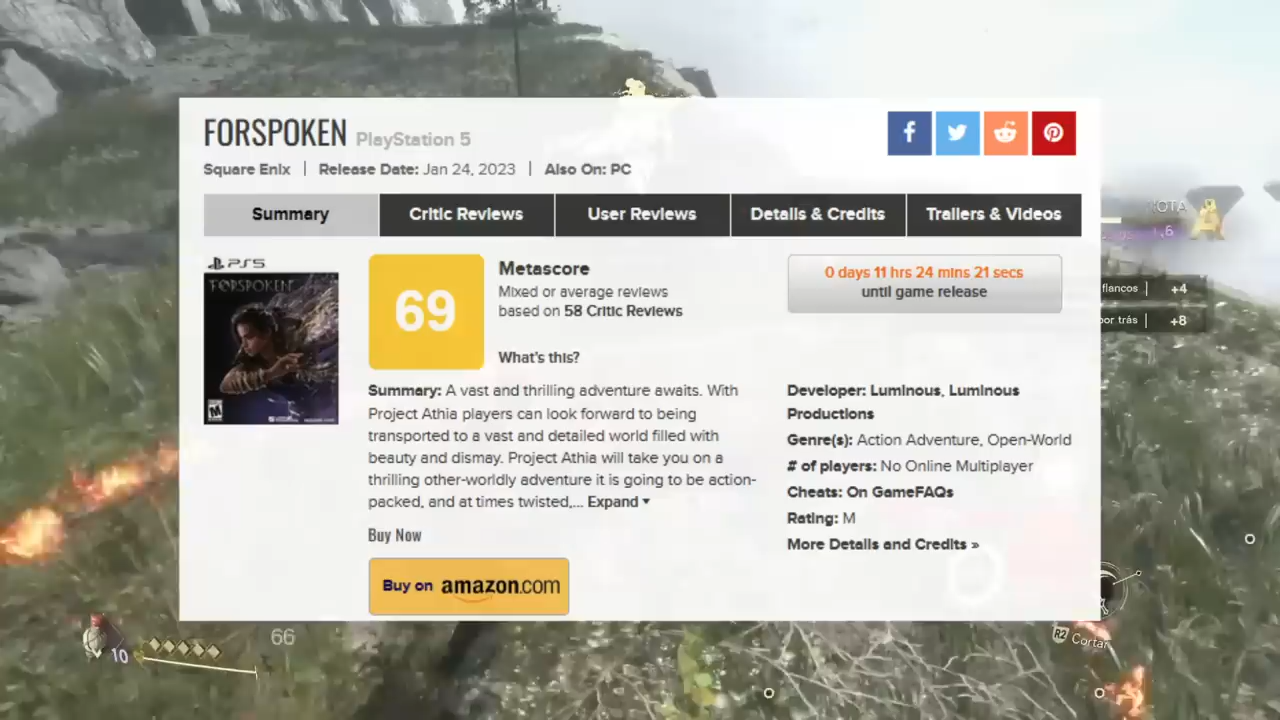 FORSPOKEN PlayStation 5
Square Enix | Release Date: Jan 24, 2023 | Also On: PC
Summary
Critic Reviews
User Reviews
Details & Credits
Trailers & Videos
PS5
FORSPOKEN
M
69
Metascore
Mixed or average reviews
based on 58 Critic Reviews
What's this?
0 days 11 hrs 24 mins 21 secs
until game release
Summary: A vast and thrilling adventure awaits. With
Project Athia players can look forward to being
transported to a vast and detailed world filled with
beauty and dismay. Project Athia will take you on a
thrilling other-worldly adventure it is going to be action-
packed, and at times twisted,... Expand
Buy Now
Buy on amazon.com
Developer: Luminous, Luminous
Productions
Genre(s): Action Adventure, Open-World
# of players: No Online Multiplayer
Cheats: On GameFAQs
Rating: M
More Details and Credits »
flancos | +4
por trás | +8
10
66
R2 Cortar